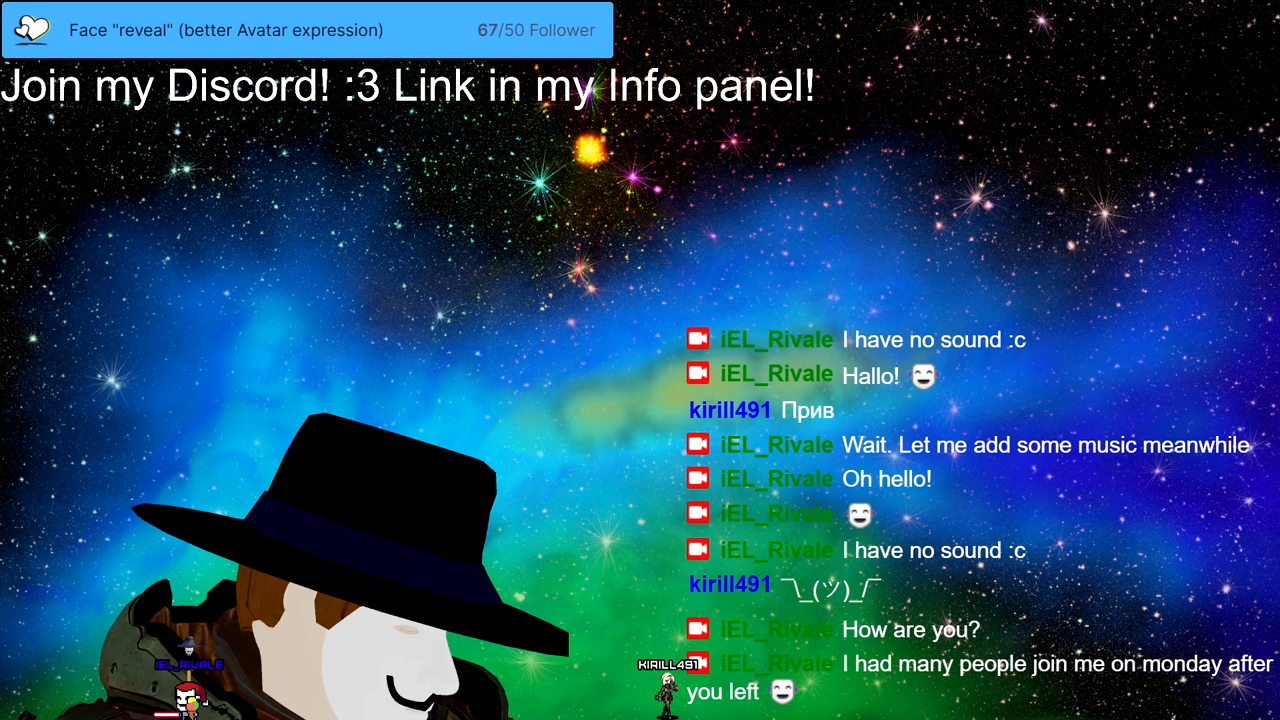 Face "reveal" (better Avatar expression) 67/50 Follower
Join my Discord! :3 Link in my Info panel!
iEL_Rivale I have no sound :c
iEL_Rivale Hallo!
kirill491 Прив
iEL_Rivale Wait. Let me add some music meanwhile
iEL_Rivale Oh hello!
iEL_Rivale
iEL_Rivale I have no sound :c
kirill491 ¯\_(ツ)_/¯
iEL_Rivale How are you?
iEL_Rivale I had many people join me on monday after
you left
IEL_RIVALE
KIRILL491